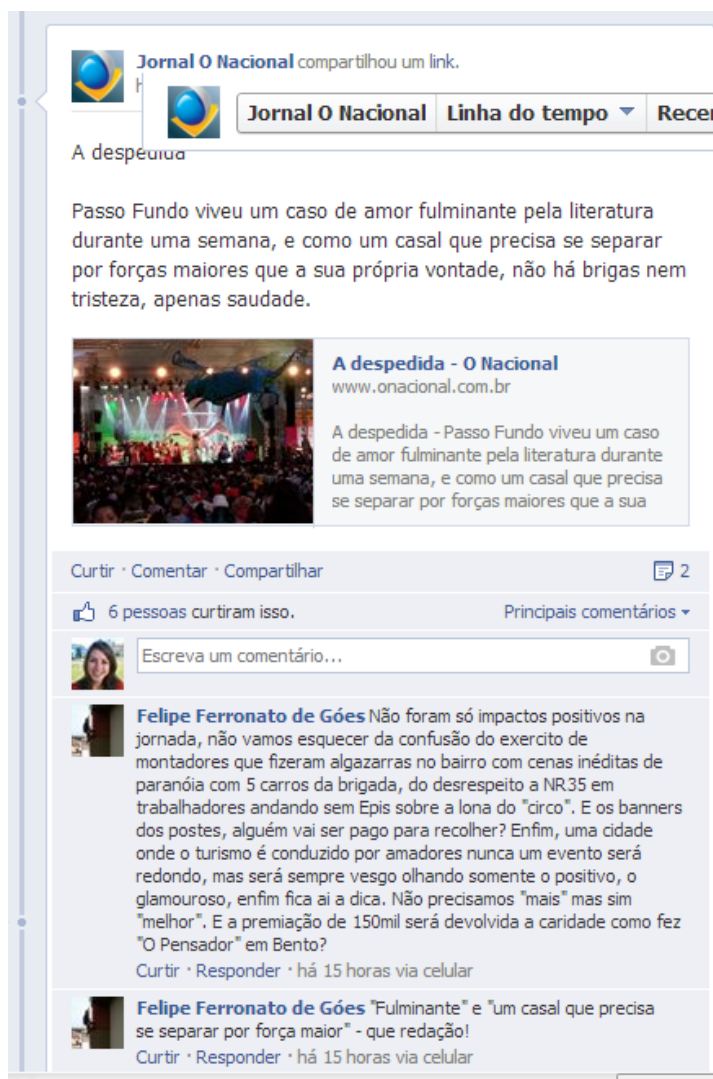 Jornal O Nacional compartilhou um link.
Jornal O Nacional Linha do tempo
A despedida
Passo Fundo viveu um caso de amor fulminante pela literatura
durante uma semana, e como um casal que precisa se separar
por forças maiores que a sua própria vontade, não há brigas nem
tristeza, apenas saudade.
A despedida - O Nacional
www.onacional.com.br
A despedida - Passo Fundo viveu um caso
de amor fulminante pela literatura durante
uma semana, e como um casal que precisa
se separar por forças maiores que a sua
Curtir · Comentar · Compartilhar 2
6 pessoas curtiram isso. Principais comentários
Escreva um comentário...
Felipe Ferronato de Góes Não foram só impactos positivos na
jornada, não vamos esquecer da confusão do exercito de
montadores que fizeram algazarras no bairro com cenas inéditas de
paranóia com 5 carros da brigada, do desrespeito a NR35 em
trabalhadores andando sem Epis sobre a lona do "circo". E os banners
dos postes, alguém vai ser pago para recolher? Enfim, uma cidade
onde o turismo é conduzido por amadores nunca um evento será
redondo, mas será sempre vesgo olhando somente o positivo, o
glamouroso, enfim fica ai a dica. Não precisamos "mais" mas sim
"melhor". E a premiação de 150mil será devolvida a caridade como fez
"O Pensador" em Bento?
Curtir · Responder · há 15 horas via celular
Felipe Ferronato de Góes "Fulminante" e "um casal que precisa
se separar por força maior" - que redação!
Curtir · Responder · há 15 horas via celular